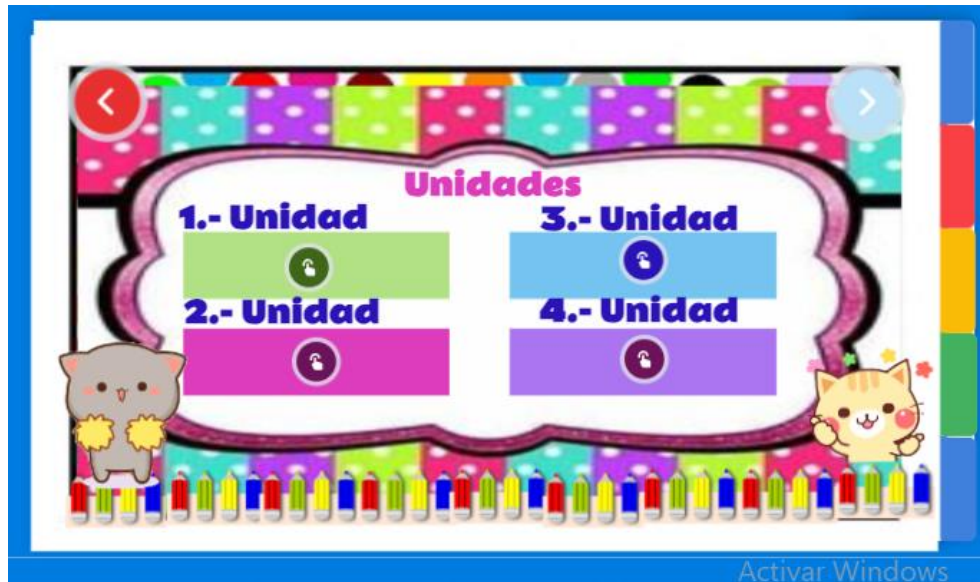 Unidades
1.- Unidad
2.- Unidad
3.- Unidad
4.- Unidad
Activar Windows